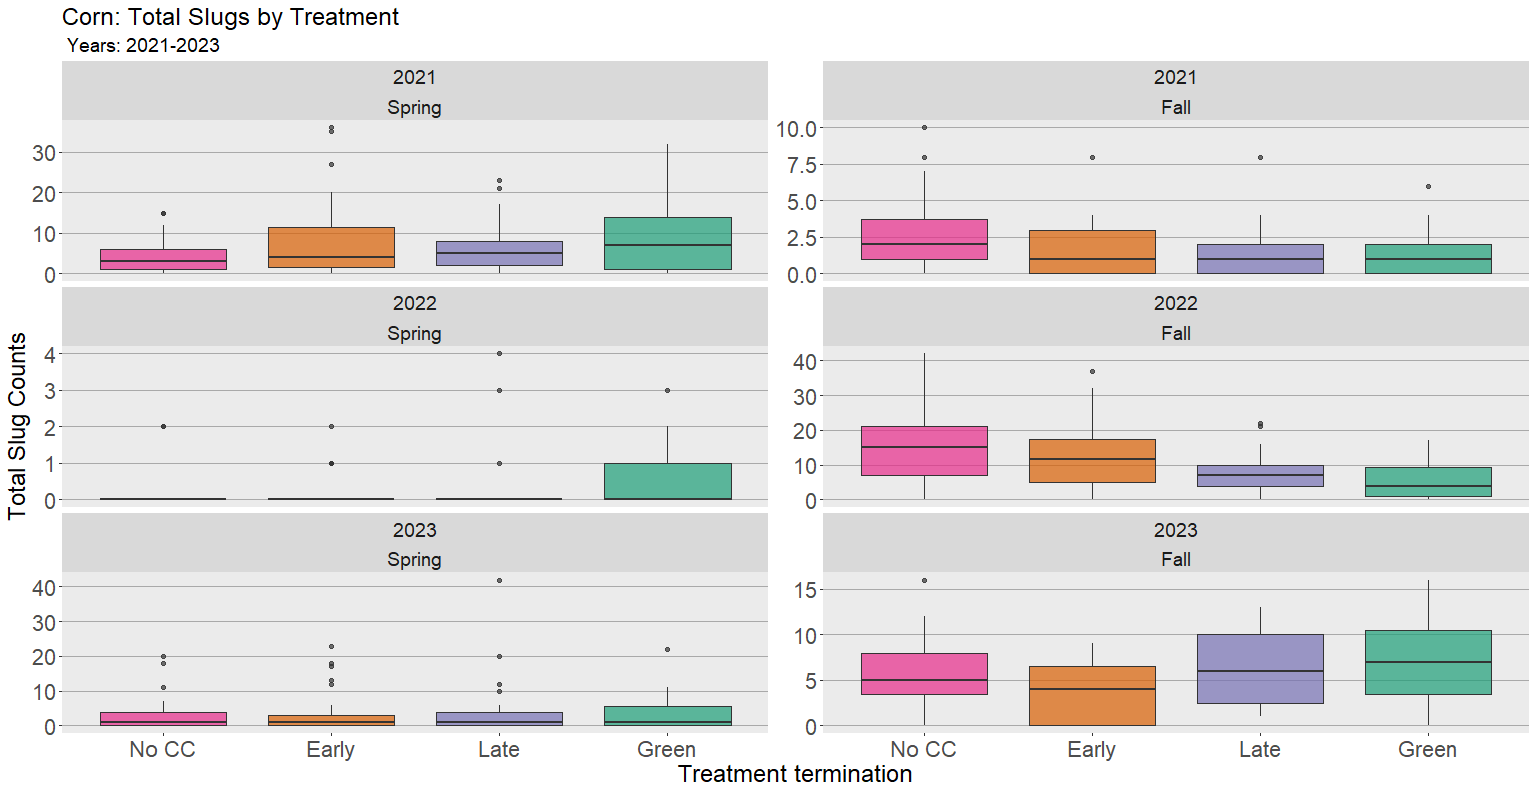 Corn: Total Slugs by Treatment
Years: 2021-2023
2021
Spring
30
20
10
0
2021
Fall
10.0
7.5
5.0
2.5
0.0
Total Slug Counts
2022
Spring
4
3
2
1
0
2022
Fall
40
30
20
10
0
2023
Spring
40
30
20
10
0
2023
Fall
15
10
5
0
No CC Early Late Green
No CC Early Late Green
Treatment termination